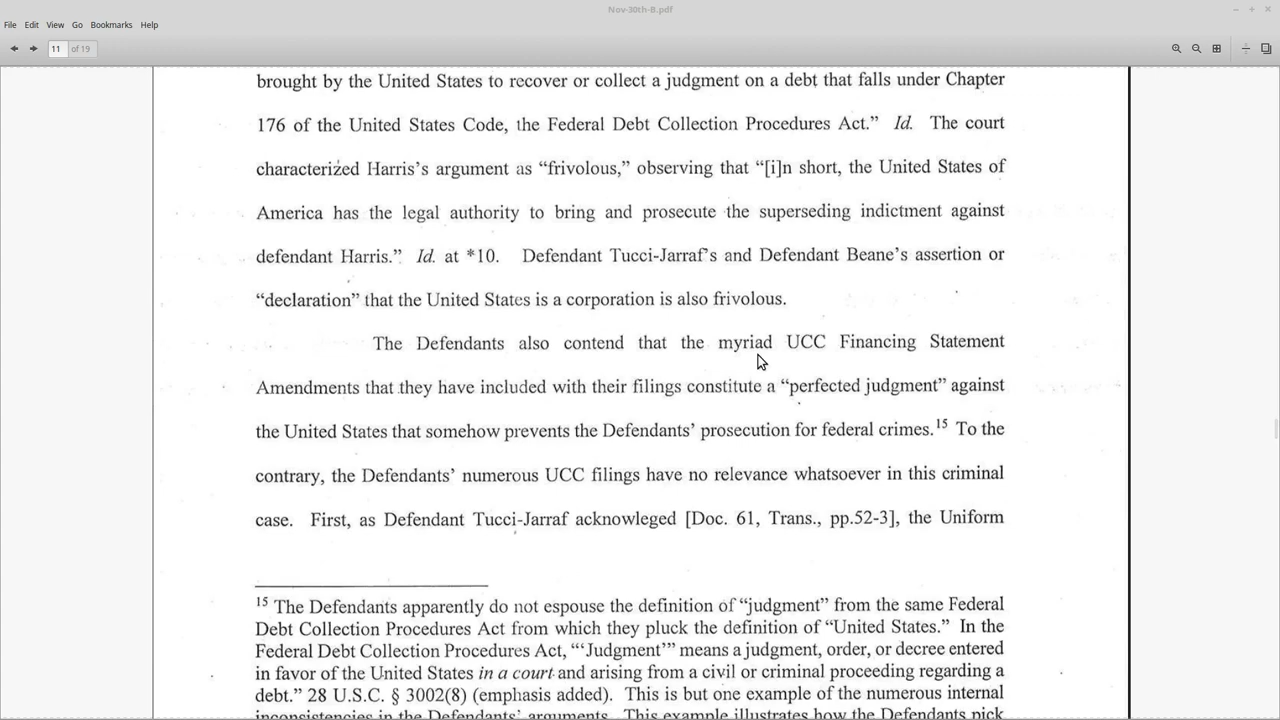 Nov-30th-B.pdf
File Edit View Go Bookmarks Help
11 of 19
brought by the United States to recover or collect a judgment on a debt that falls under Chapter
176 of the United States Code, the Federal Debt Collection Procedures Act.” Id. The court
characterized Harris’s argument as “frivolous,” observing that “[i]n short, the United States of
America has the legal authority to bring and prosecute the superseding indictment against
defendant Harris.” Id. at *10. Defendant Tucci-Jarraf’s and Defendant Beane’s assertion or
“declaration” that the United States is a corporation is also frivolous.
The Defendants also contend that the myriad UCC Financing Statement
Amendments that they have included with their filings constitute a “perfected judgment” against
the United States that somehow prevents the Defendants’ prosecution for federal crimes.15 To the
contrary, the Defendants’ numerous UCC filings have no relevance whatsoever in this criminal
case. First, as Defendant Tucci-Jarraf acknowleged [Doc. 61, Trans., pp.52-3], the Uniform
15 The Defendants apparently do not espouse the definition of “judgment” from the same Federal
Debt Collection Procedures Act from which they pluck the definition of “United States.” In the
Federal Debt Collection Procedures Act, “‘Judgment’” means a judgment, order, or decree entered
in favor of the United States in a court and arising from a civil or criminal proceeding regarding a
debt.” 28 U.S.C. § 3002(8) (emphasis added). This is but one example of the numerous internal
inconsistencies in the Defendants’ arguments. This example illustrates how the Defendants pick